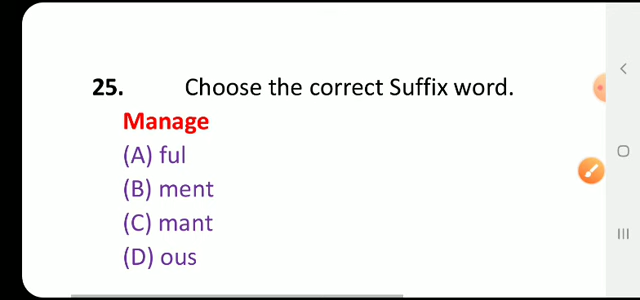 25. Choose the correct Suffix word.
Manage
(A) ful
(B) ment
(C) mant
(D) ous